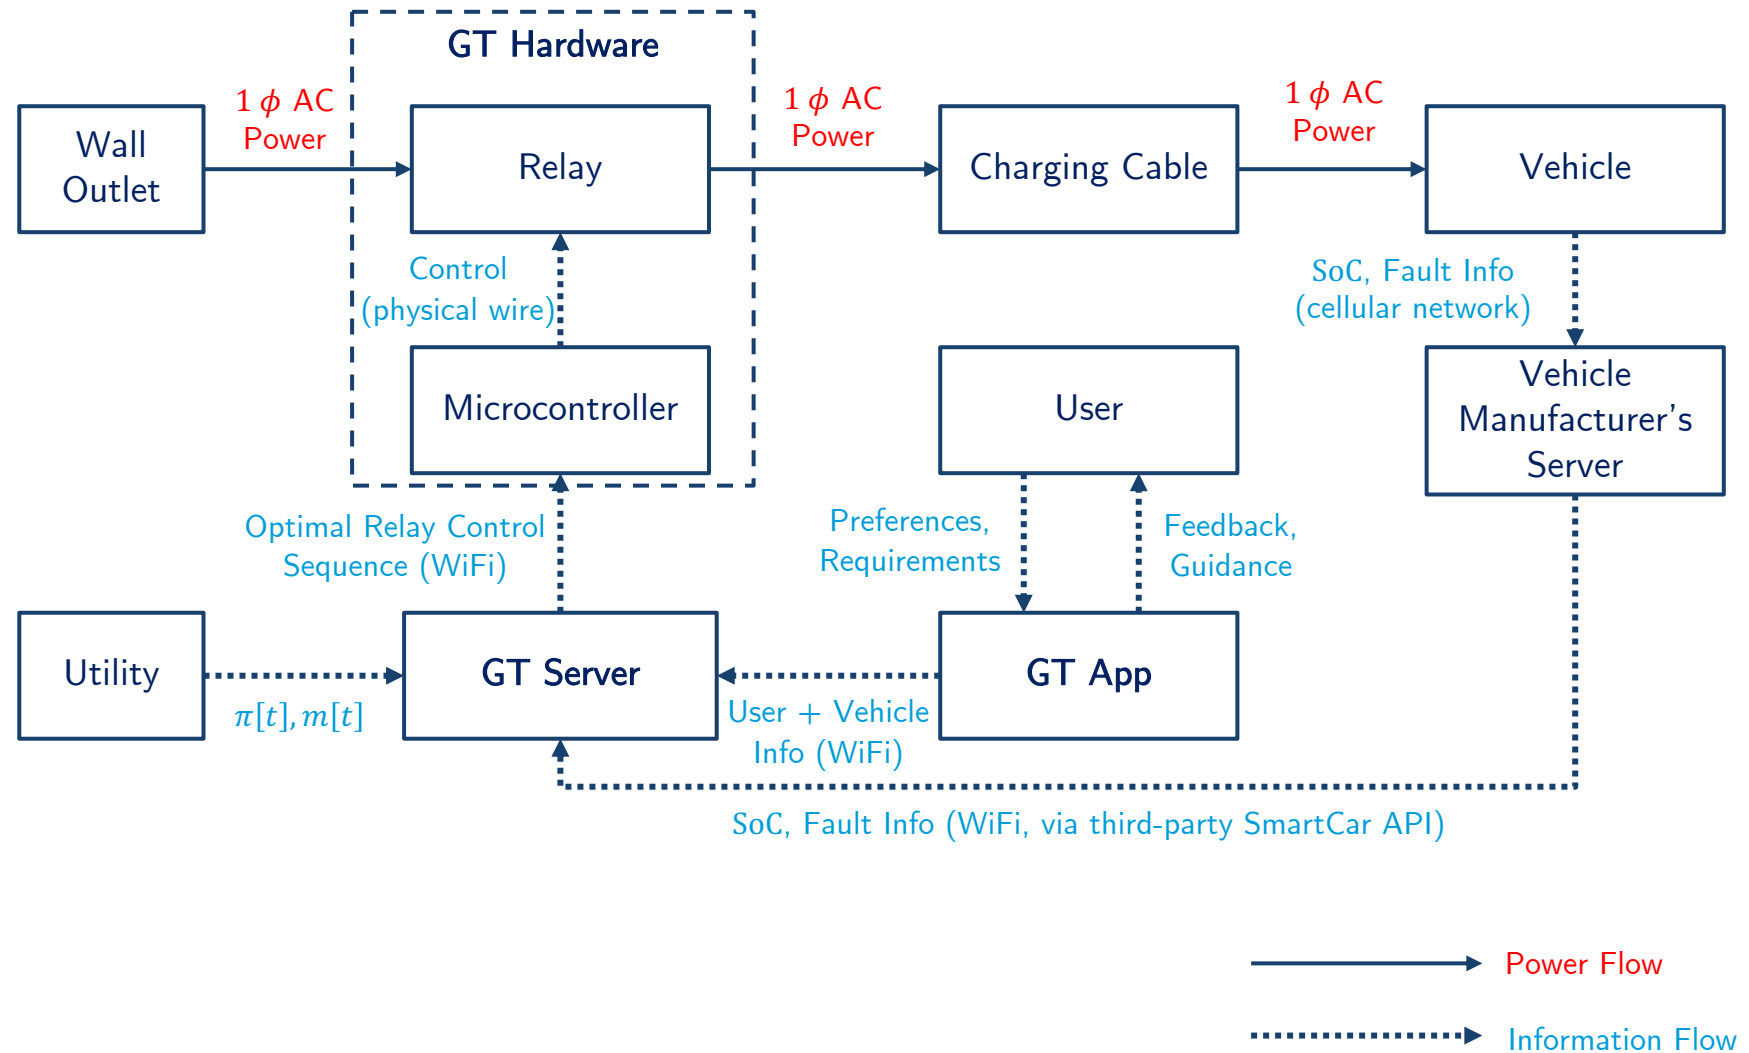 GT Hardware
1 ϕ AC
Power
1 ϕ AC
Power
1 ϕ AC
Power
Wall
Outlet
Relay
Charging Cable
Vehicle
Control
(physical wire)
SoC, Fault Info
(cellular network)
Microcontroller
User
Vehicle
Manufacturer's
Server
Optimal Relay Control
Sequence (WiFi)
Preferences,
Requirements
Feedback,
Guidance
Utility
GT Server
GT App
π[t], m[t]
User + Vehicle
Info (WiFi)
SoC, Fault Info (WiFi, via third-party SmartCar API)
Power Flow
Information Flow